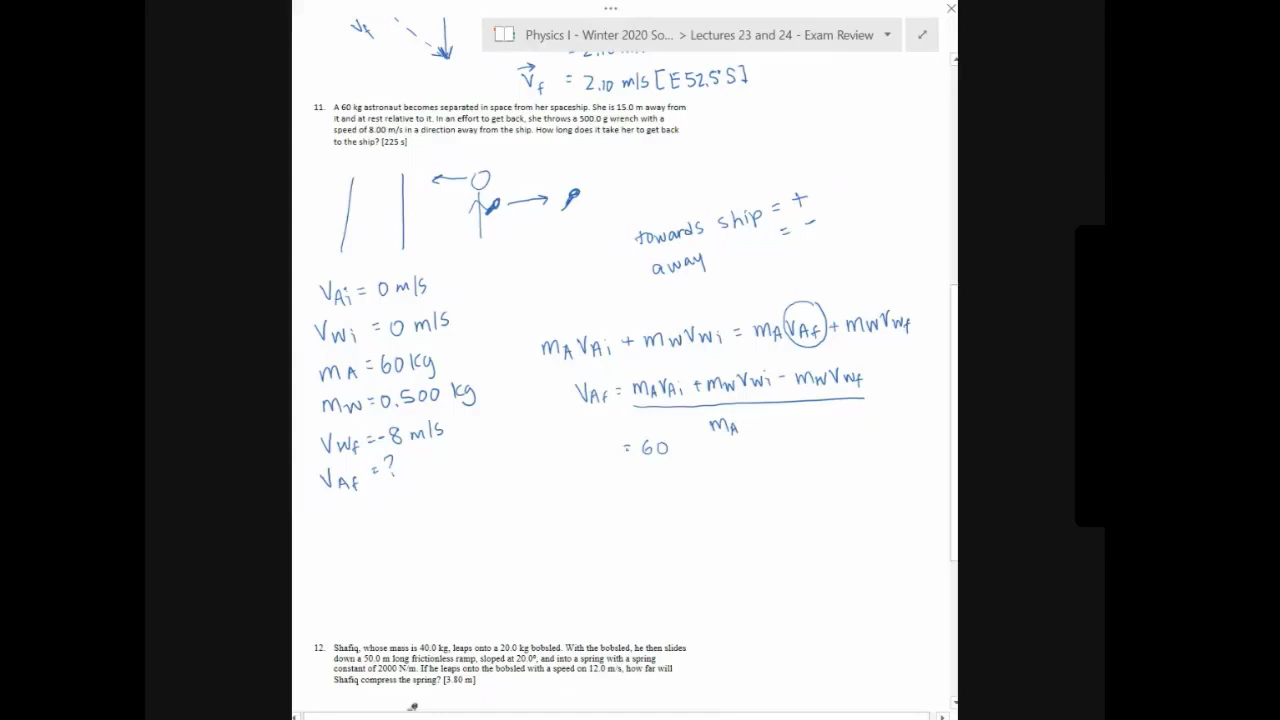 Physics I - Winter 2020 So... > Lectures 23 and 24 - Exam Review
Vf
V⃗f = 2.10 m/s [E52.5°S]
11. A 60 kg astronaut becomes separated in space from her spaceship. She is 15.0 m away from
it and at rest relative to it. In an effort to get back, she throws a 500.0 g wrench with a
speed of 8.00 m/s in a direction away from the ship. How long does it take her to get back
to the ship? [225 s]
towards ship = +
away = -
VAi = 0 m/s
VWi = 0 m/s
mA = 60 kg
mW = 0.500 kg
VWf = -8 m/s
VAf = ?
mAVAi + mWVWi = mAVAf + mWVWf
VAf = mAVAi + mWVWi - mWVWf
mA
= 60
12. Shafiq, whose mass is 40.0 kg, leaps onto a 20.0 kg bobsled. With the bobsled, he then slides
down a 50.0 m long frictionless ramp, sloped at 20.0°, and into a spring with a spring
constant of 2000 N/m. If he leaps onto the bobsled with a speed on 12.0 m/s, how far will
Shafiq compress the spring? [3.80 m]